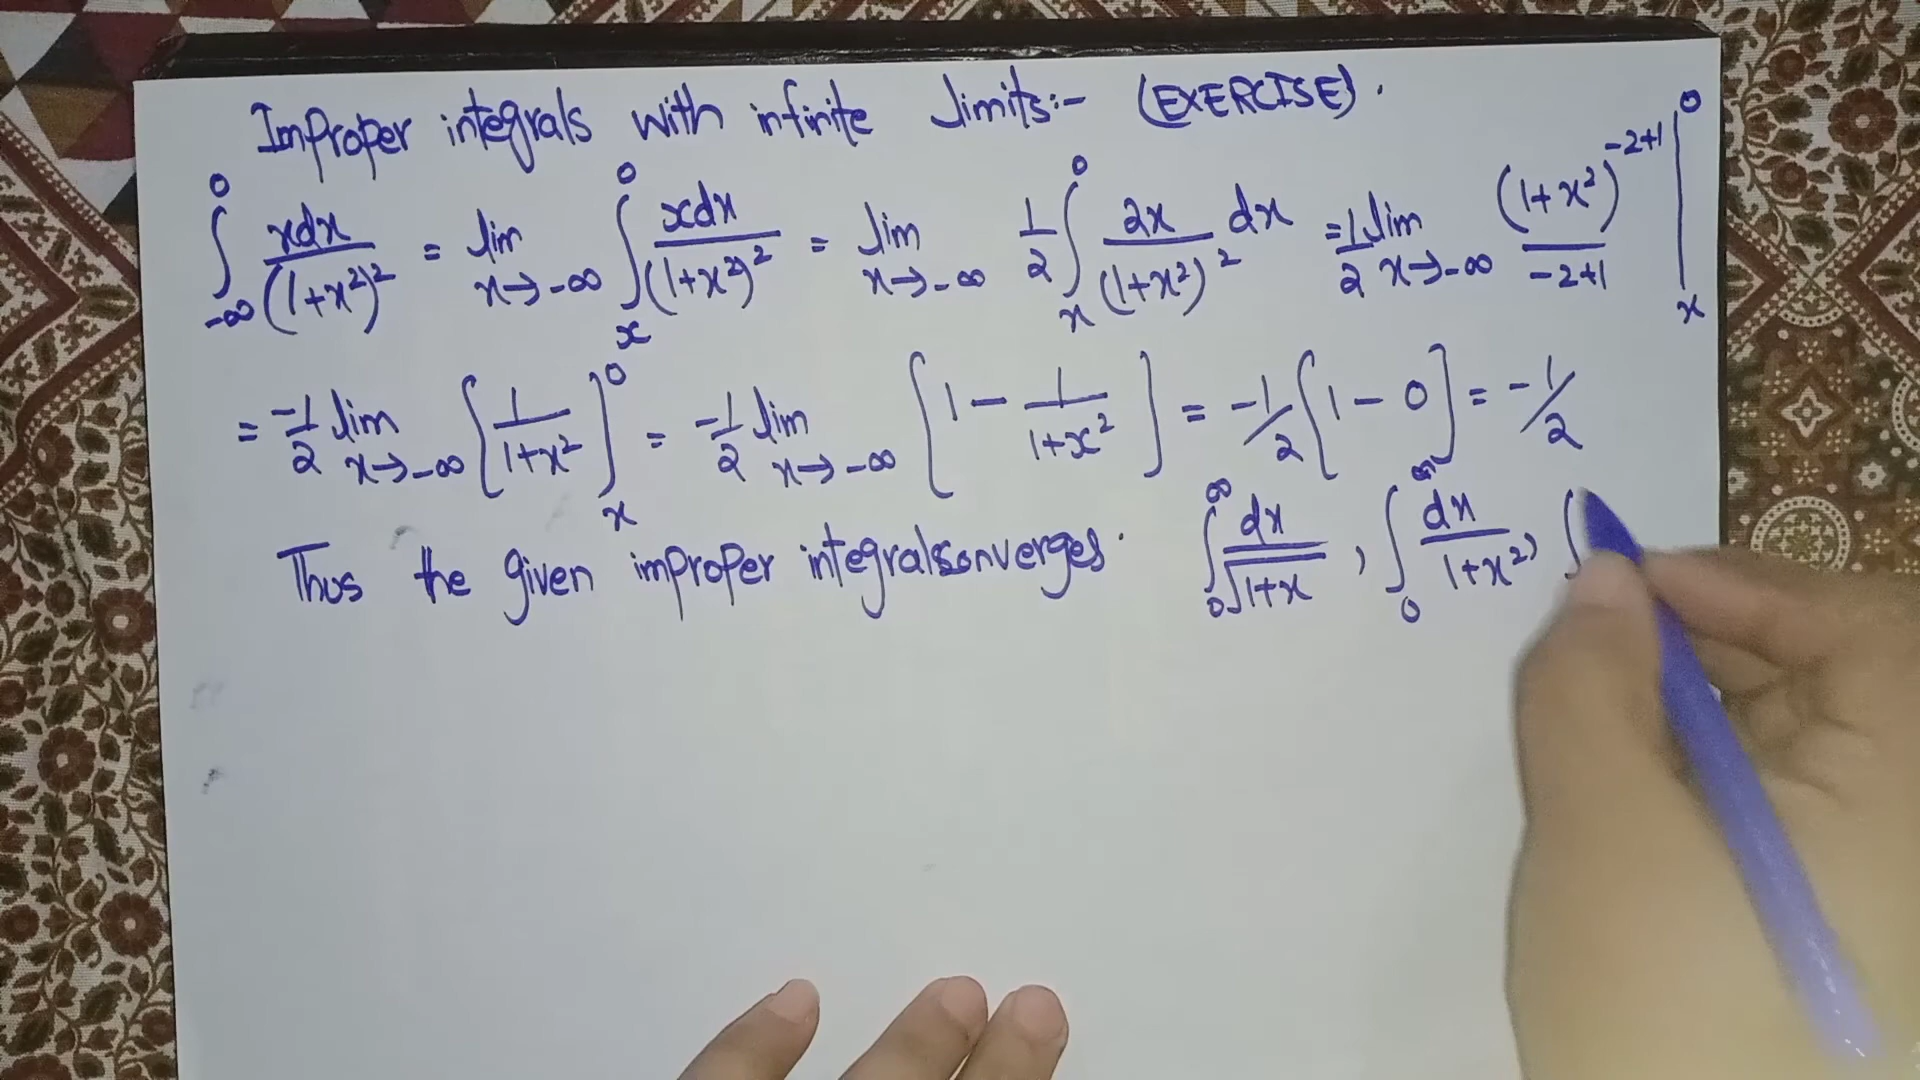 Improper integrals with infinite limits:- (EXERCISE).
∫_{-∞}^{0} xdx/(1+x²)² = lim_{x→-∞} ∫_{x}^{0} xdx/(1+x²)² = lim_{x→-∞} 1/2 ∫_{x}^{0} 2x/(1+x²)² dx = 1/2 lim_{x→-∞} (1+x²)^{-2+1}/(-2+1) |_{x}^{0}
= -1/2 lim_{x→-∞} [1/(1+x²)]_{x}^{0} = -1/2 lim_{x→-∞} [1 - 1/(1+x²)] = -1/2 [1-0] = -1/2
Thus the given improper integralsonverges. ∫_{0}^{∞} dx/√(1+x), ∫_{0}^{∞} dx/(1+x²), ∫